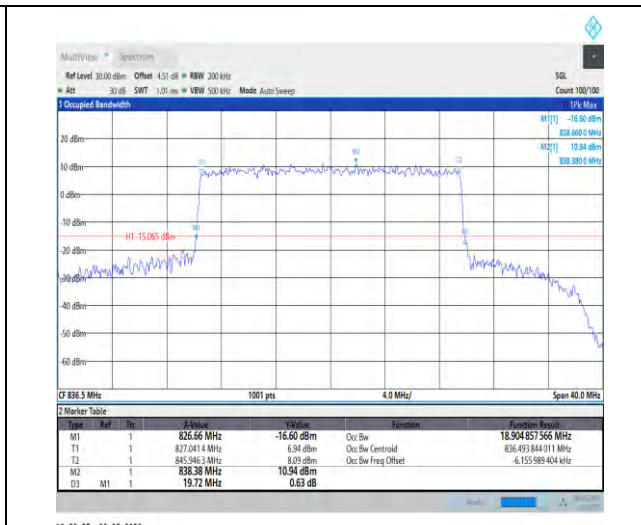 MultiView Spectrum
Ref Level 30.00 dBm Offset 4.51 dB RBW 200 kHz SGL
Att 30 dB SWT 1.01 ms VBW 500 kHz Mode Auto Sweep Count 100/100
1 Occupied Bandwidth 1Pk Max
M1[1] -16.60 dBm
828.660 0 MHz
M2[1] 10.94 dBm
838.380 0 MHz
20 dBm
M2
T1
T2
10 dBm
0 dBm
-10 dBm
H1 -15.065 dBm
-20 dBm
-30 dBm
-40 dBm
-50 dBm
-60 dBm
CF 836.5 MHz 1001 pts 4.0 MHz/ Span 40.0 MHz
2 Marker Table
Type Ref Trc X-Value Y-Value Function Function Result
M1 1 826.66 MHz -16.60 dBm Occ Bw 18.904 857 566 MHz
T1 1 827.041 4 MHz 6.94 dBm Occ Bw Centroid 836.493 844 011 MHz
T2 1 845.946 3 MHz 8.09 dBm Occ Bw Freq Offset -6.155 989 404 kHz
M2 1 838.38 MHz 10.94 dBm
D3 M1 1 19.72 MHz 0.63 dB